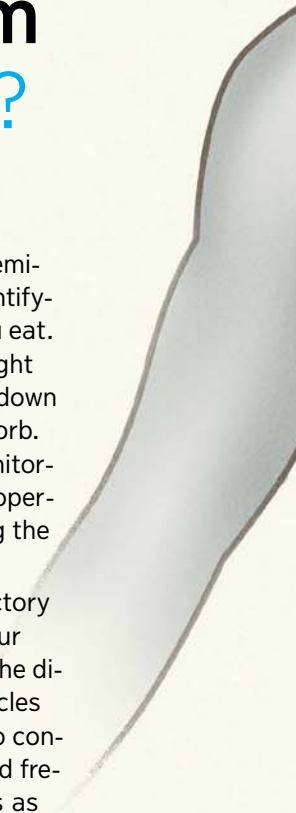 m
?
emi-
ntify-
eat.
ght
down
orb.
nitor-
oper-
g the
ctory
ur
he di-
cles
o con-
d fre-
s as